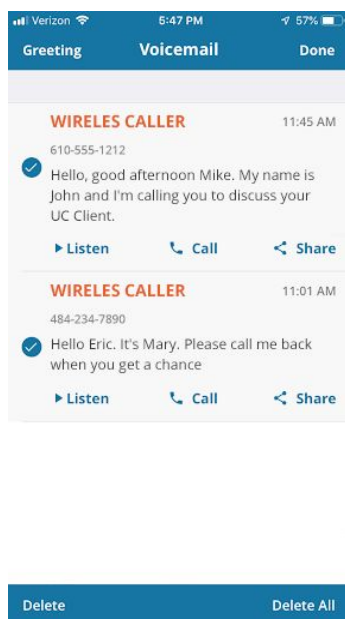 Verizon 5:47 PM 57%
Greeting Voicemail Done
WIRELES CALLER 11:45 AM
610-555-1212
Hello, good afternoon Mike. My name is
John and I'm calling you to discuss your
UC Client.
Listen Call Share
WIRELES CALLER 11:01 AM
484-234-7890
Hello Eric. It's Mary. Please call me back
when you get a chance
Listen Call Share
Delete Delete All